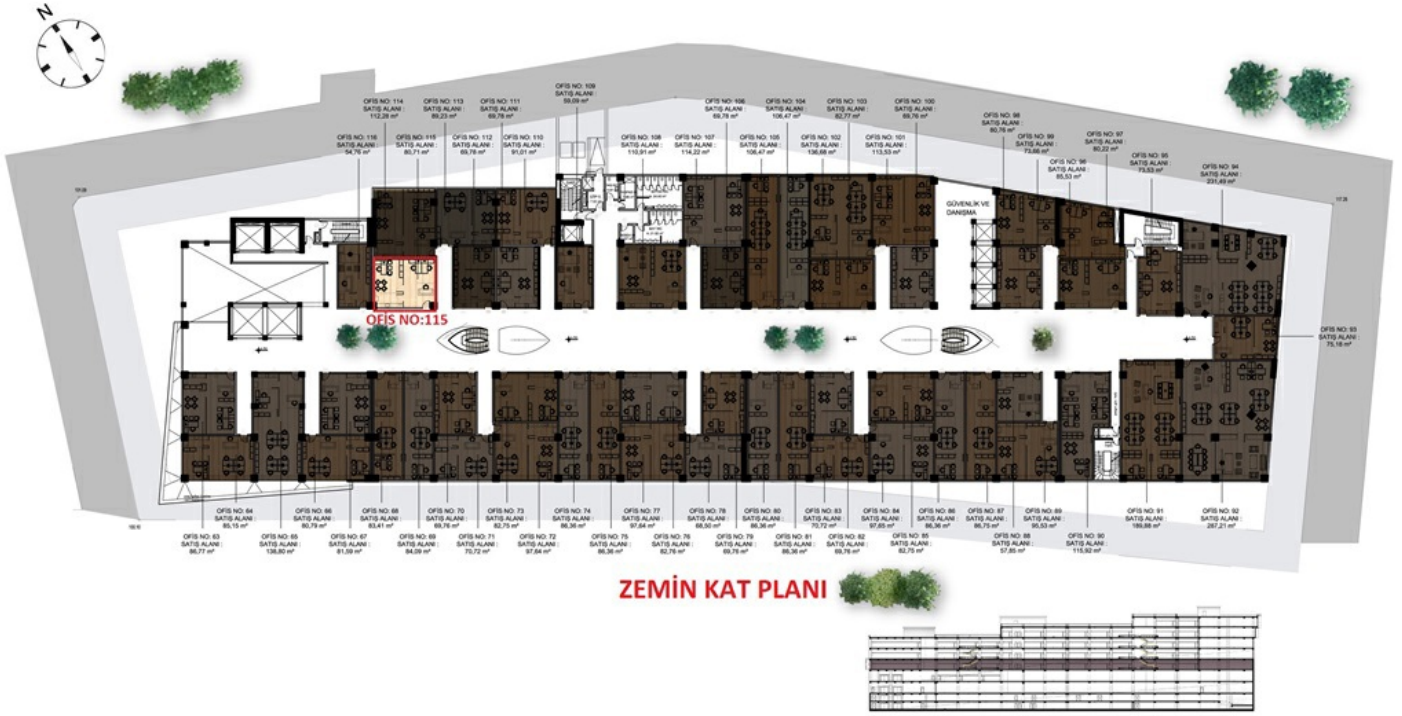 N
OFİS NO: 109
SATIŞ ALANI :
59,09 m²
OFİS NO: 114
SATIŞ ALANI :
112,28 m²
OFİS NO: 113
SATIŞ ALANI :
89,23 m²
OFİS NO: 111
SATIŞ ALANI :
69,78 m²
OFİS NO: 106
SATIŞ ALANI :
69,78 m²
OFİS NO: 104
SATIŞ ALANI :
106,47 m²
OFİS NO: 103
SATIŞ ALANI :
82,77 m²
OFİS NO: 100
SATIŞ ALANI :
69,76 m²
OFİS NO: 98
SATIŞ ALANI :
80,76 m²
OFİS NO: 116
SATIŞ ALANI :
54,76 m²
OFİS NO: 115
SATIŞ ALANI :
80,71 m²
OFİS NO: 112
SATIŞ ALANI :
69,78 m²
OFİS NO: 110
SATIŞ ALANI :
91,01 m²
OFİS NO: 108
SATIŞ ALANI :
110,91 m²
OFİS NO: 107
SATIŞ ALANI :
114,22 m²
OFİS NO: 105
SATIŞ ALANI :
106,47 m²
OFİS NO: 102
SATIŞ ALANI :
136,68 m²
OFİS NO: 101
SATIŞ ALANI :
113,53 m²
OFİS NO: 99
SATIŞ ALANI :
73,66 m²
OFİS NO: 97
SATIŞ ALANI :
80,22 m²
OFİS NO: 96
SATIŞ ALANI :
85,53 m²
OFİS NO: 95
SATIŞ ALANI :
73,53 m²
OFİS NO: 94
SATIŞ ALANI :
231,49 m²
GÜVENLİK VE
DANIŞMA
OFİS NO:115
OFİS NO: 93
SATIŞ ALANI :
75,18 m²
OFİS NO: 64
SATIŞ ALANI :
85,15 m²
OFİS NO: 66
SATIŞ ALANI :
80,79 m²
OFİS NO: 68
SATIŞ ALANI :
83,41 m²
OFİS NO: 70
SATIŞ ALANI :
69,76 m²
OFİS NO: 73
SATIŞ ALANI :
82,75 m²
OFİS NO: 74
SATIŞ ALANI :
86,36 m²
OFİS NO: 77
SATIŞ ALANI :
97,64 m²
OFİS NO: 78
SATIŞ ALANI :
68,50 m²
OFİS NO: 80
SATIŞ ALANI :
86,36 m²
OFİS NO: 83
SATIŞ ALANI :
70,72 m²
OFİS NO: 84
SATIŞ ALANI :
97,65 m²
OFİS NO: 86
SATIŞ ALANI :
86,36 m²
OFİS NO: 87
SATIŞ ALANI :
86,75 m²
OFİS NO: 89
SATIŞ ALANI :
95,53 m²
OFİS NO: 91
SATIŞ ALANI :
189,88 m²
OFİS NO: 92
SATIŞ ALANI :
287,21 m²
OFİS NO: 63
SATIŞ ALANI :
86,77 m²
OFİS NO: 65
SATIŞ ALANI :
138,80 m²
OFİS NO: 67
SATIŞ ALANI :
81,59 m²
OFİS NO: 69
SATIŞ ALANI :
84,09 m²
OFİS NO: 71
SATIŞ ALANI :
70,72 m²
OFİS NO: 72
SATIŞ ALANI :
97,64 m²
OFİS NO: 75
SATIŞ ALANI :
86,36 m²
OFİS NO: 76
SATIŞ ALANI :
82,76 m²
OFİS NO: 79
SATIŞ ALANI :
69,76 m²
OFİS NO: 81
SATIŞ ALANI :
86,36 m²
OFİS NO: 82
SATIŞ ALANI :
69,76 m²
OFİS NO: 85
SATIŞ ALANI :
82,75 m²
OFİS NO: 88
SATIŞ ALANI :
57,85 m²
OFİS NO: 90
SATIŞ ALANI :
115,92 m²
ZEMİN KAT PLANI